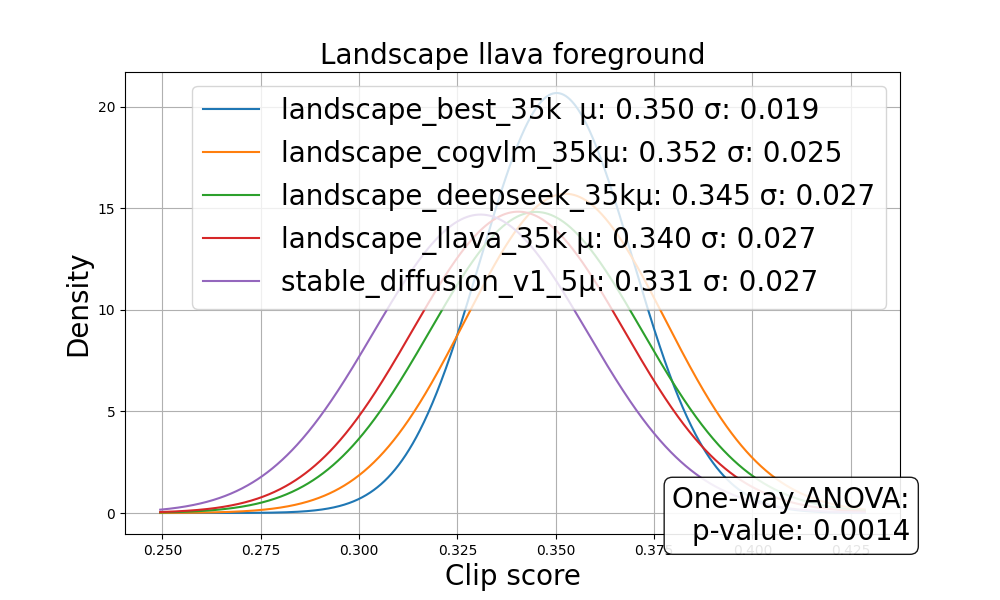 Landscape llava foreground
landscape_best_35k  μ: 0.350 σ: 0.019
landscape_cogvlm_35kμ: 0.352 σ: 0.025
landscape_deepseek_35kμ: 0.345 σ: 0.027
landscape_llava_35k μ: 0.340 σ: 0.027
stable_diffusion_v1_5μ: 0.331 σ: 0.027
Density
20
15
10
5
0
One-way ANOVA:
p-value: 0.0014
0.250 0.275 0.300 0.325 0.350 0.375 0.400 0.425
Clip score